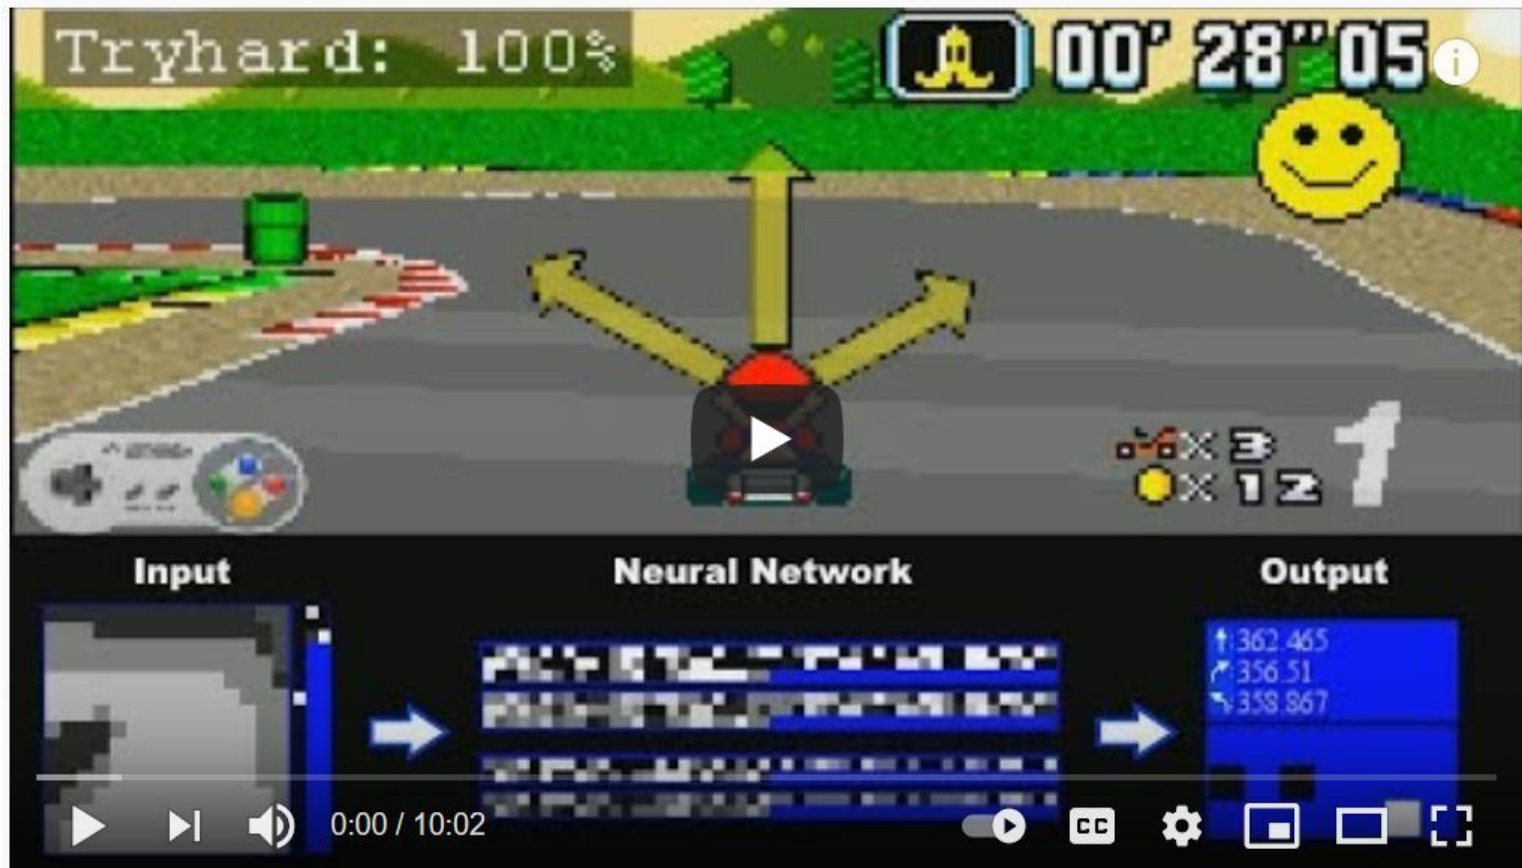 Tryhard: 100%
00' 28"05
i
× 3
× 12
1
Input
Neural Network
Output
362.465
356.51
358.867
0:00 / 10:02
CC